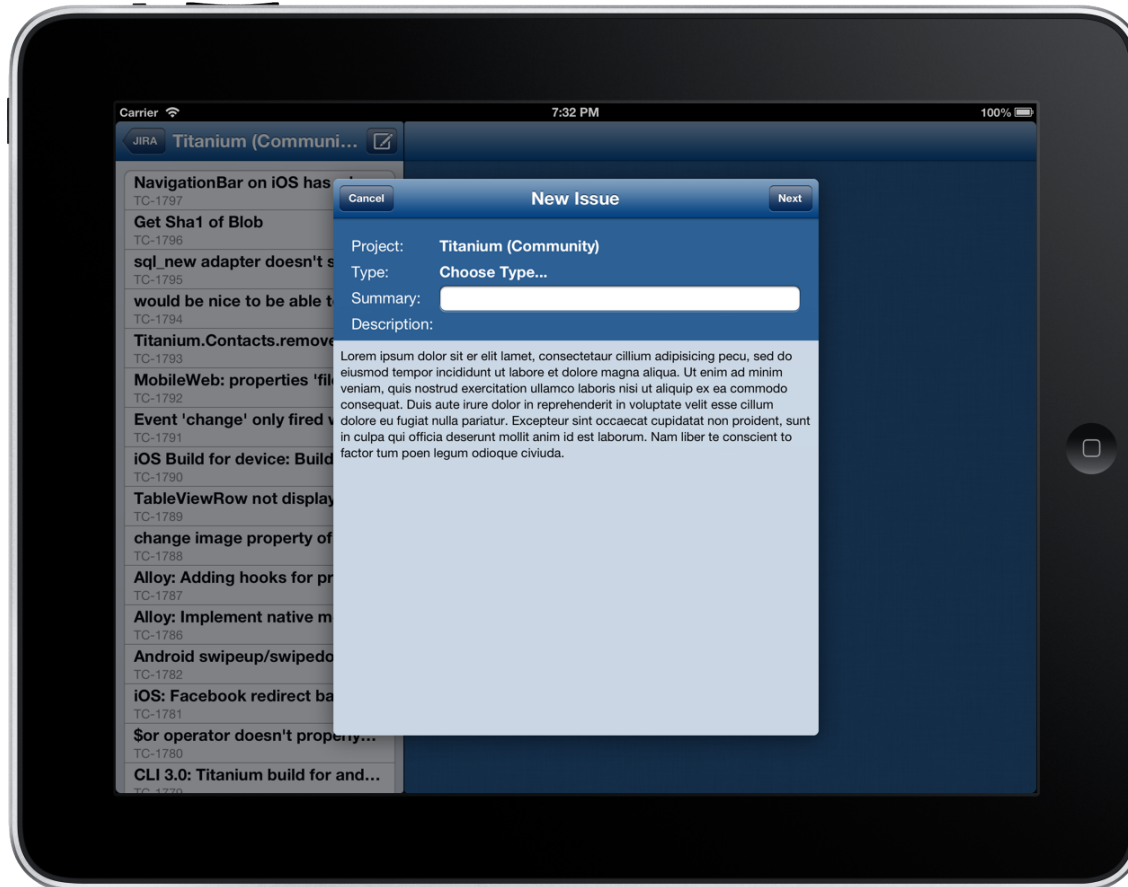 Carrier
7:32 PM
100%
JIRA
Titanium (Communi...
NavigationBar on iOS has
TC-1797
Get Sha1 of Blob
TC-1796
sql_new adapter doesn't s
TC-1795
would be nice to be able t
TC-1794
Titanium.Contacts.remove
TC-1793
MobileWeb: properties 'fil
TC-1792
Event 'change' only fired
TC-1791
iOS Build for device: Build
TC-1790
TableViewRow not display
TC-1789
change image property of
TC-1788
Alloy: Adding hooks for pr
TC-1787
Alloy: Implement native m
TC-1786
Android swipeup/swipedo
TC-1782
iOS: Facebook redirect ba
TC-1781
$or operator doesn't properly...
TC-1780
CLI 3.0: Titanium build for and...
TC-1779
Cancel
New Issue
Next
Project: Titanium (Community)
Type: Choose Type...
Summary:
Description:
Lorem ipsum dolor sit er elit lamet, consectetaur cillium adipisicing pecu, sed do
eiusmod tempor incididunt ut labore et dolore magna aliqua. Ut enim ad minim
veniam, quis nostrud exercitation ullamco laboris nisi ut aliquip ex ea commodo
consequat. Duis aute irure dolor in reprehenderit in voluptate velit esse cillum
dolore eu fugiat nulla pariatur. Excepteur sint occaecat cupidatat non proident, sunt
in culpa qui officia deserunt mollit anim id est laborum. Nam liber te conscient to
factor tum poen legum odioque civiuda.